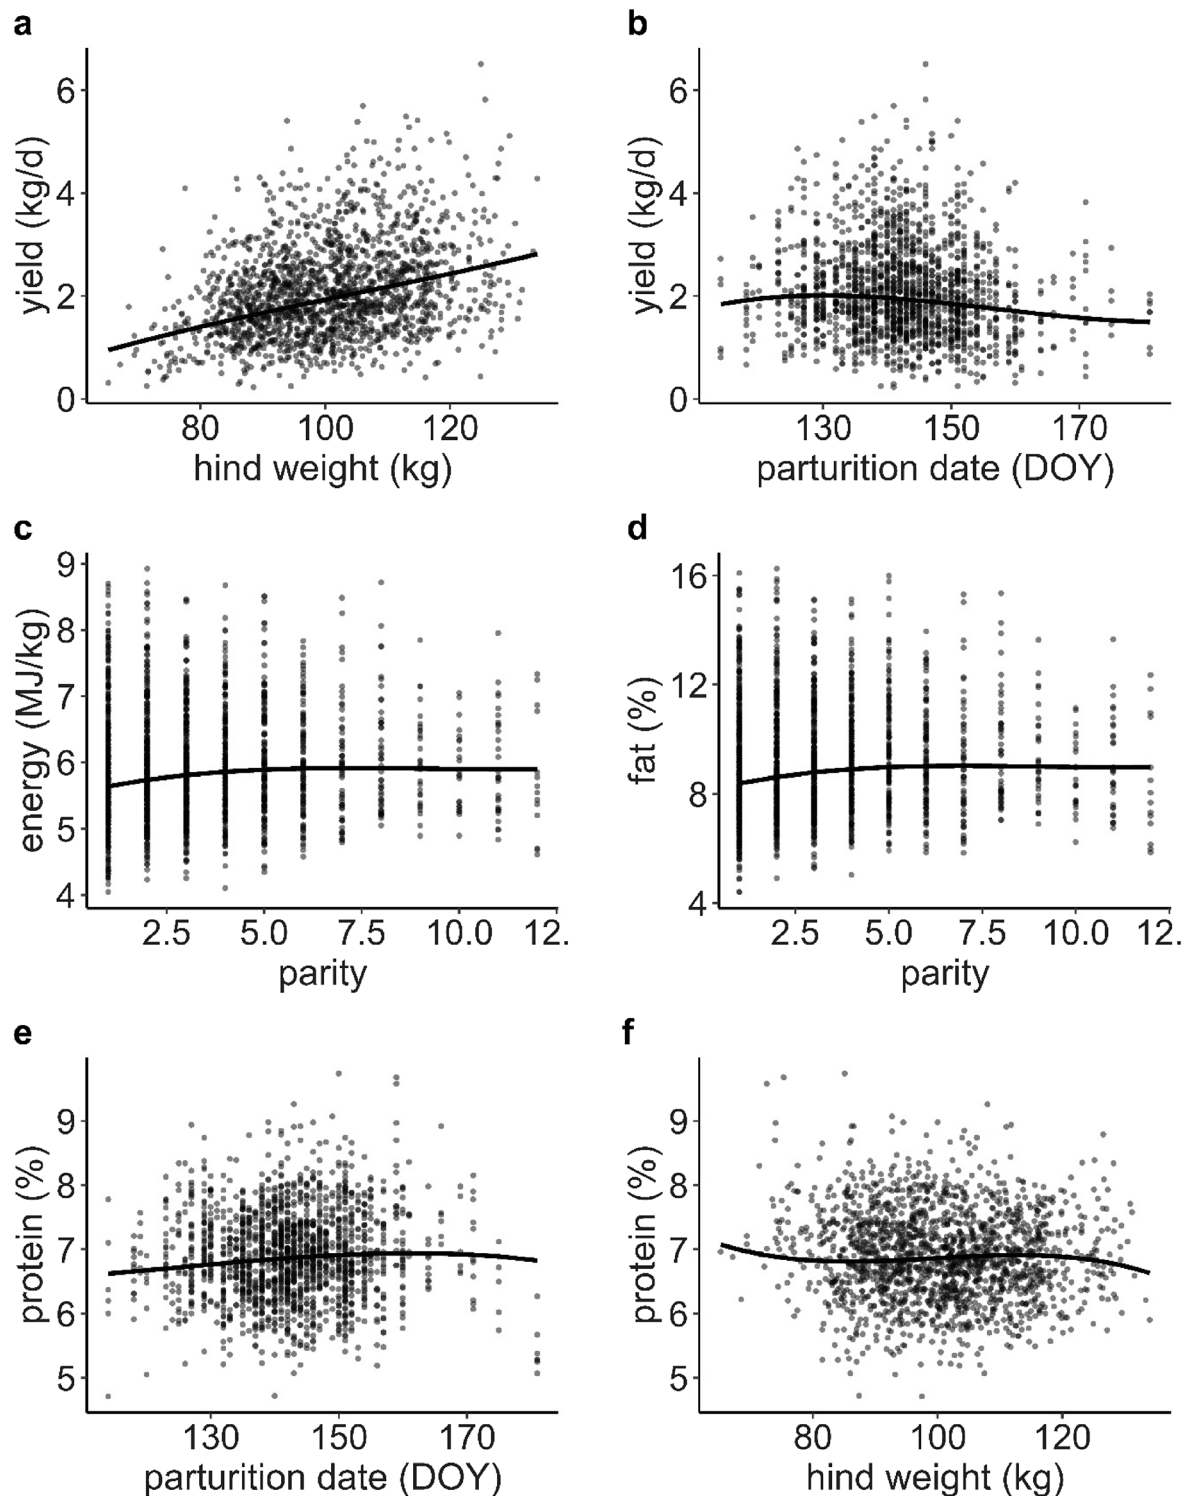 a
b
6
4
2
0
yield (kg/d)
80 100 120
hind weight (kg)
6
4
2
0
yield (kg/d)
130 150 170
parturition date (DOY)
c
d
9
8
7
6
5
4
energy (MJ/kg)
2.5 5.0 7.5 10.0 12.
parity
16
12
8
4
fat (%)
2.5 5.0 7.5 10.0 12.
parity
e
f
9
8
7
6
5
protein (%)
130 150 170
parturition date (DOY)
9
8
7
6
5
protein (%)
80 100 120
hind weight (kg)